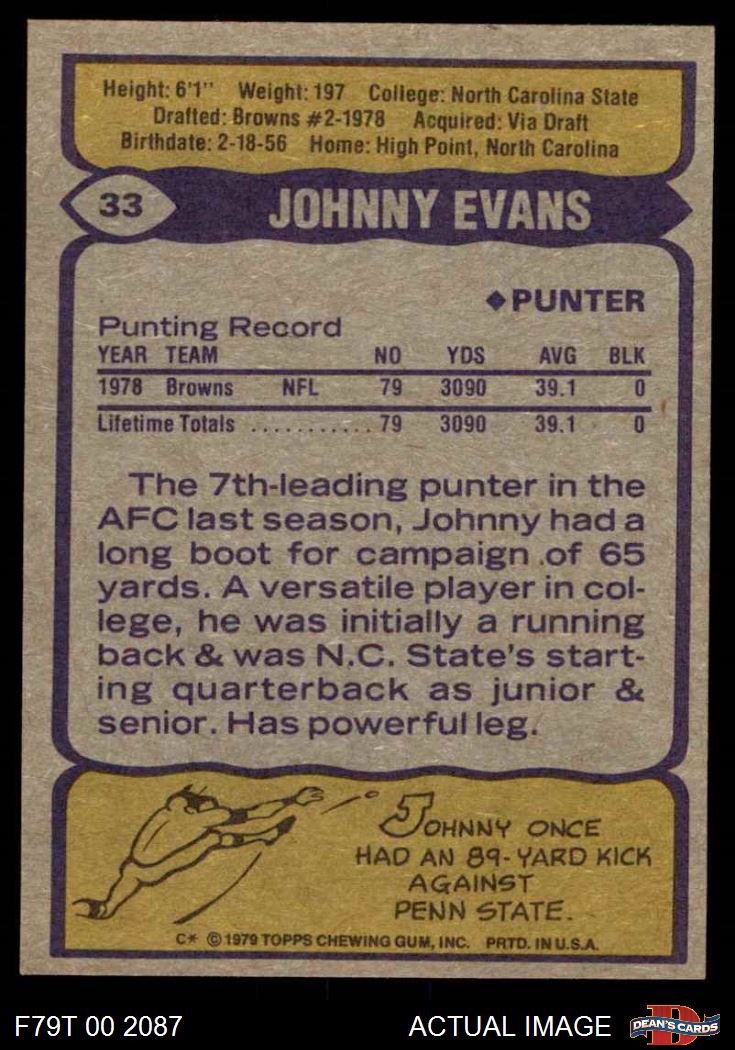 Height: 6'1" Weight: 197 College: North Carolina State
Drafted: Browns #2-1978 Acquired: Via Draft
Birthdate: 2-18-56 Home: High Point, North Carolina
33 JOHNNY EVANS
◆PUNTER
Punting Record
YEAR TEAM NO YDS AVG BLK
1978 Browns NFL 79 3090 39.1 0
Lifetime Totals ........... 79 3090 39.1 0
The 7th-leading punter in the
AFC last season, Johnny had a
long boot for campaign of 65
yards. A versatile player in col-
lege, he was initially a running
back & was N.C. State's start-
ing quarterback as junior &
senior. Has powerful leg.
JOHNNY ONCE
HAD AN 89-YARD KICK
AGAINST
PENN STATE.
C* © 1979 TOPPS CHEWING GUM, INC. PRTD. IN U.S.A.
F79T 00 2087 ACTUAL IMAGE D DEAN'S CARDS